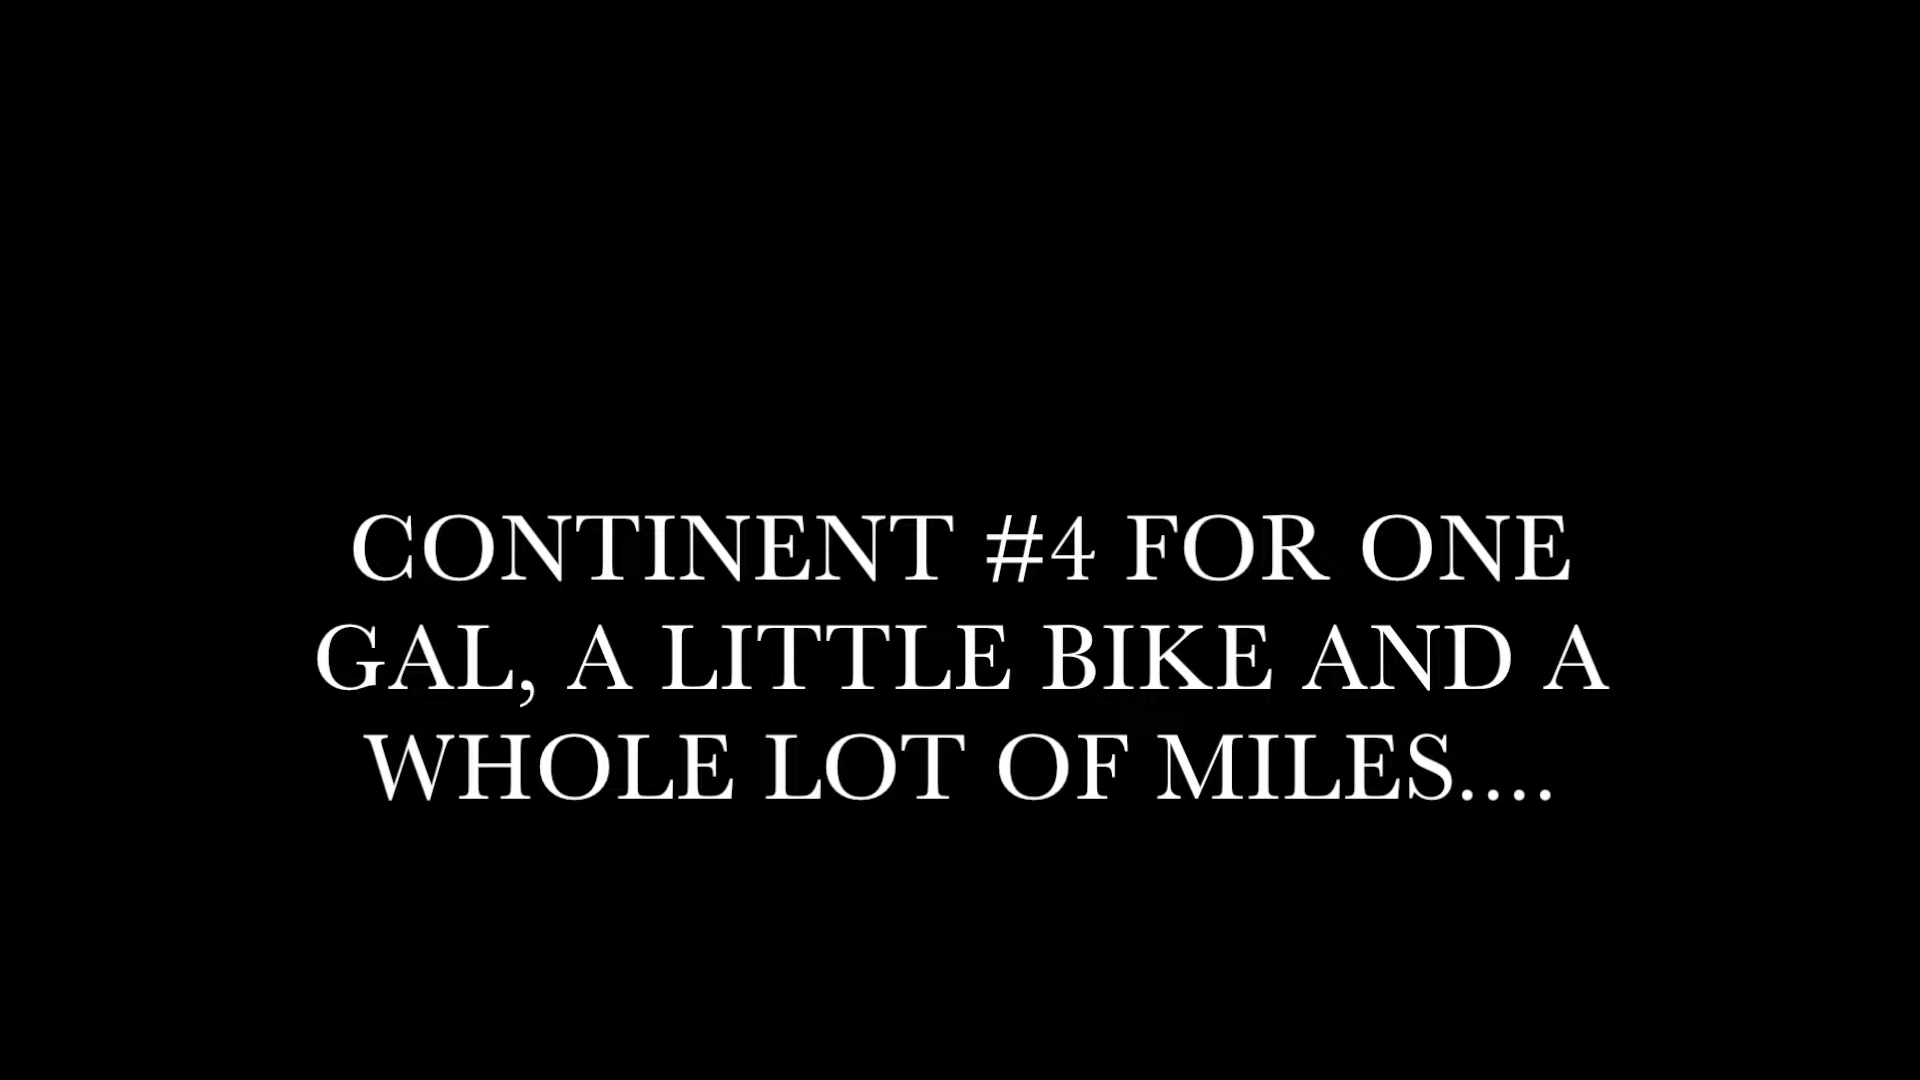 CONTINENT #4 FOR ONE
GAL, A LITTLE BIKE AND A
WHOLE LOT OF MILES....